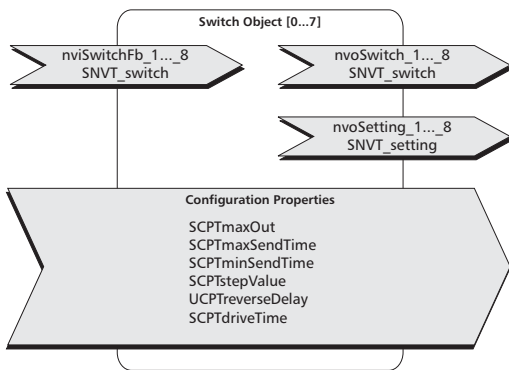 Switch Object [0...7]
nviSwitchFb_1..._8
SNVT_switch
nvoSwitch_1..._8
SNVT_switch
nvoSetting_1..._8
SNVT_setting
Configuration Properties
SCPTmaxOut
SCPTmaxSendTime
SCPTminSendTime
SCPTstepValue
UCPTreverseDelay
SCPTdriveTime